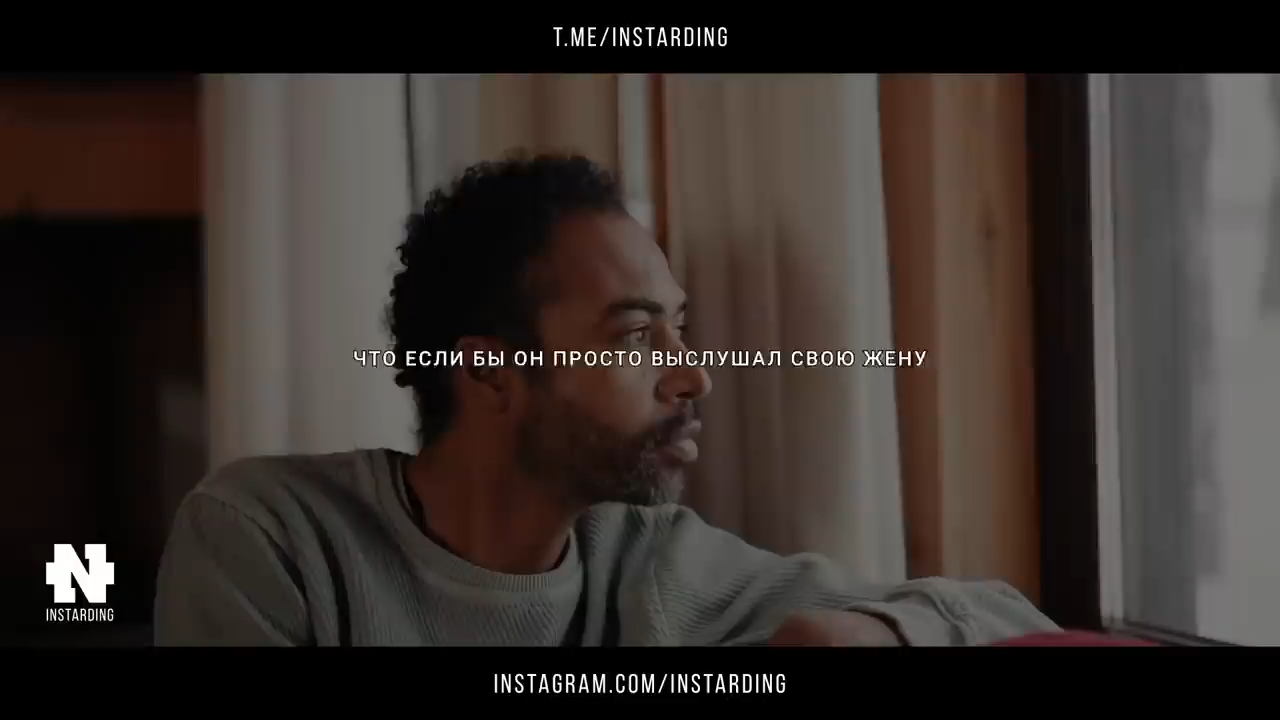 T.ME/INSTARDING
ЧТО ЕСЛИ БЫ ОН ПРОСТО ВЫСЛУШАЛ СВОЮ ЖЕНУ
N
INSTARDING
INSTAGRAM.COM/INSTARDING